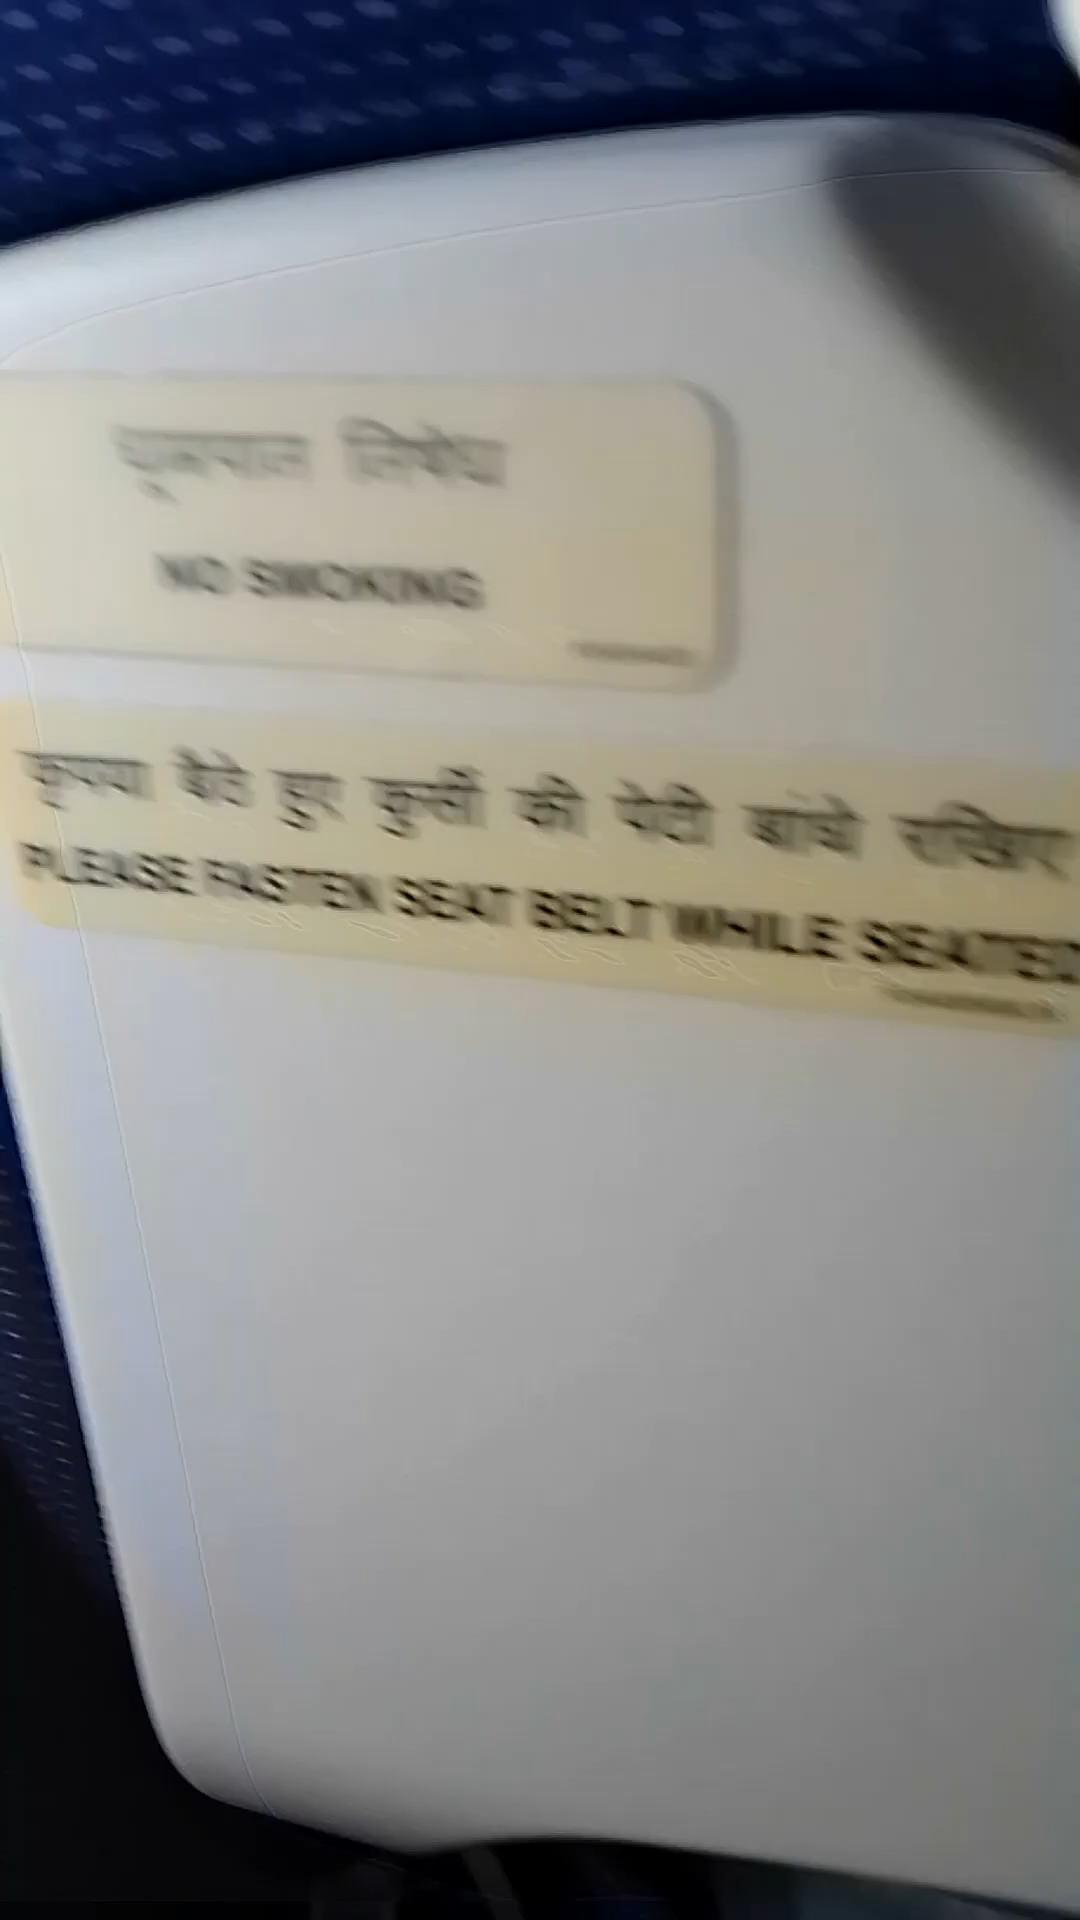 धूम्रपान निषेध
NO SMOKING
कृपया बैठे हुए कुर्सी की पेटी बांधे रखिए
PLEASE FASTEN SEAT BELT WHILE SEATED